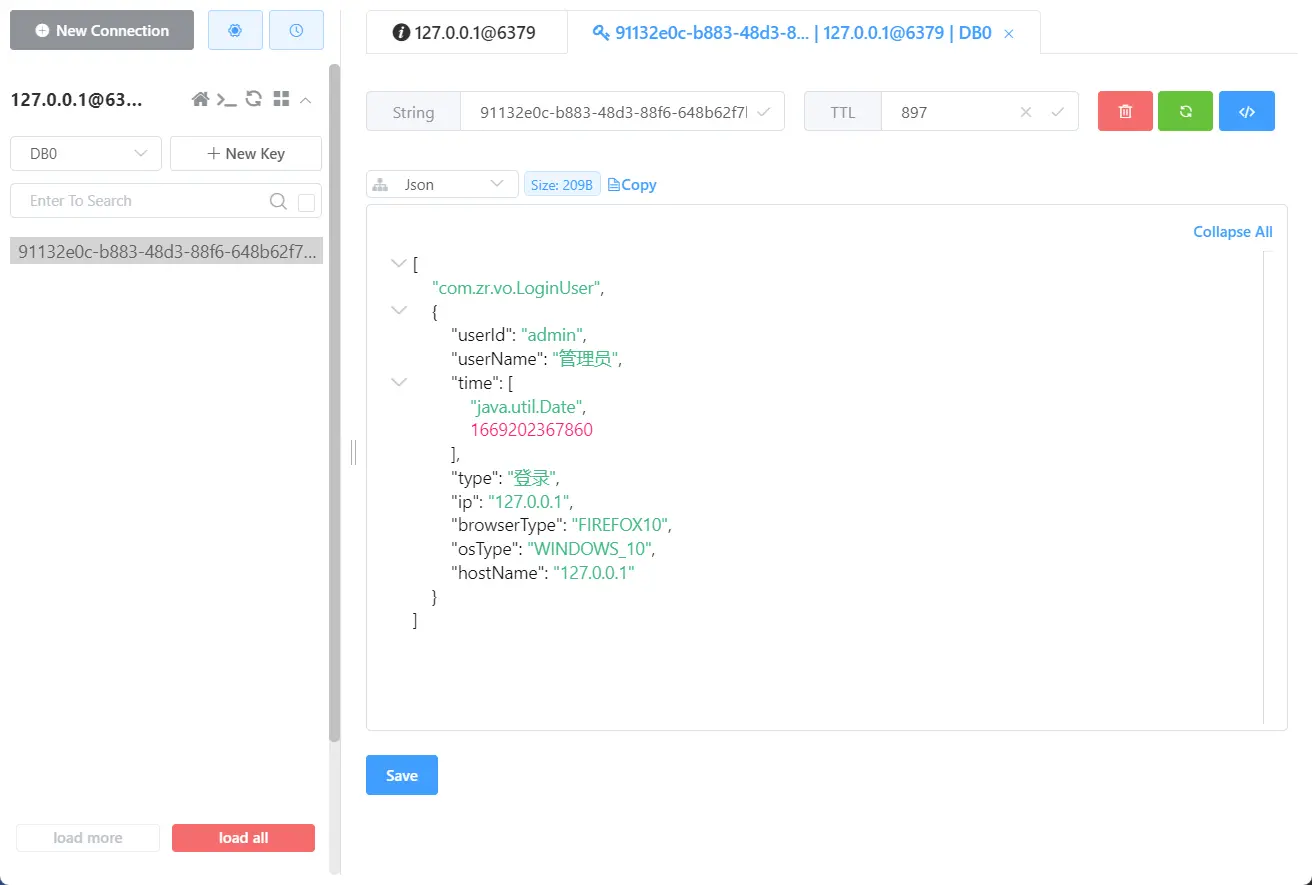 New Connection
127.0.0.1@6379
91132e0c-b883-48d3-8... | 127.0.0.1@6379 | DB0
127.0.0.1@63...
String
91132e0c-b883-48d3-88f6-648b62f7
TTL
897
DB0
New Key
Enter To Search
91132e0c-b883-48d3-88f6-648b62f7...
Json
Size: 209B
Copy
Collapse All
[
"com.zr.vo.LoginUser",
{
"userId": "admin",
"userName": "管理员",
"time": [
"java.util.Date",
1669202367860
],
"type": "登录",
"ip": "127.0.0.1",
"browserType": "FIREFOX10",
"osType": "WINDOWS_10",
"hostName": "127.0.0.1"
}
]
Save
load more
load all